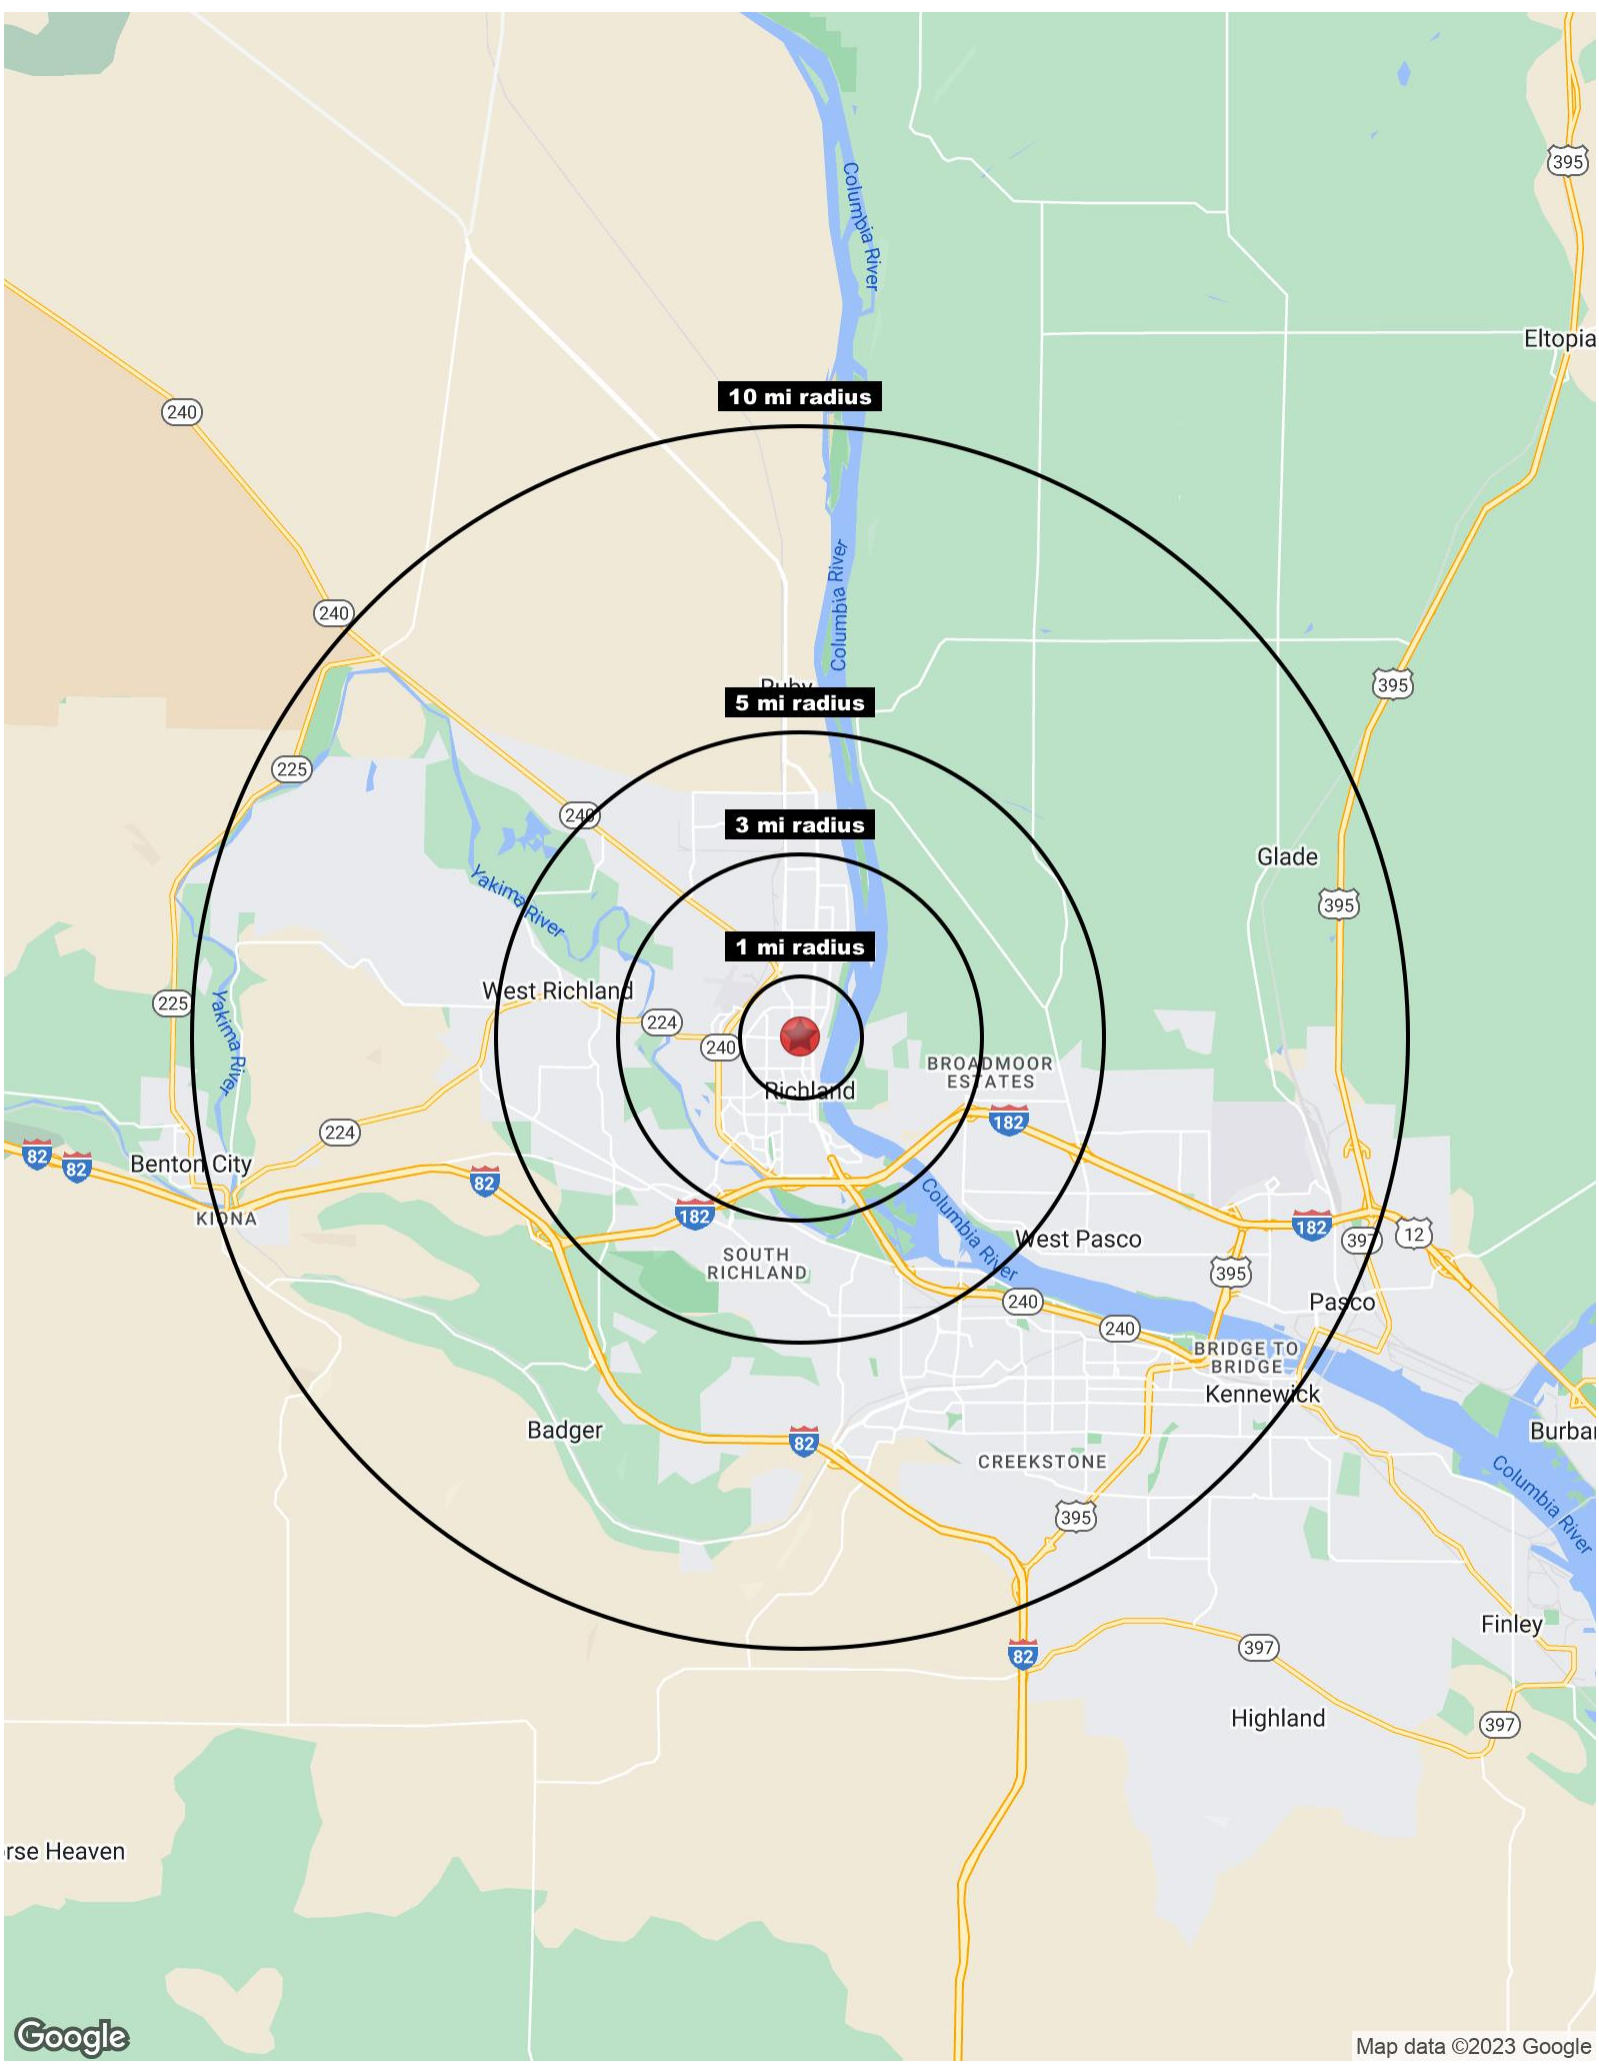 395
Columbia River
Eltopia
10 mi radius
240
Columbia River
240
395
5 mi radius
225
240
3 mi radius
Glade
Yakima River
395
1 mi radius
West Richland
225
224
Yakima River
240
BROADMOOR
ESTATES
Richland
182
224
82
82
Benton City
82
KIONA
182
Columbia River
182
397
12
West Pasco
SOUTH
RICHLAND
395
240
Pasco
240
BRIDGE TO
BRIDGE
Kennewick
Badger
82
Columbia River
CREEKSTONE
395
Finley
82
397
Highland
397
rse Heaven
Google
Map data ©2023 Google